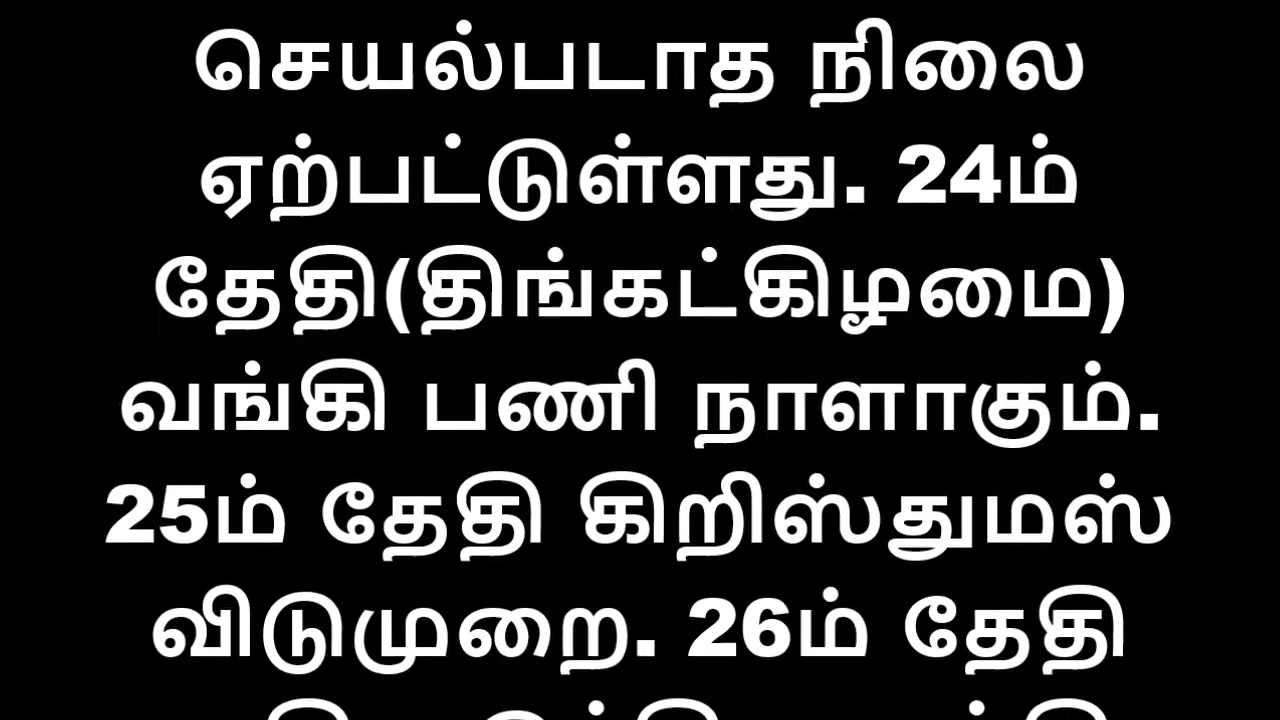 செயல்படாத நிலை
ஏற்பட்டுள்ளது. 24ம்
தேதி(திங்கட்கிழமை)
வங்கி பணி நாளாகும்.
25ம் தேதி கிறிஸ்துமஸ்
விடுமுறை. 26ம் தேதி